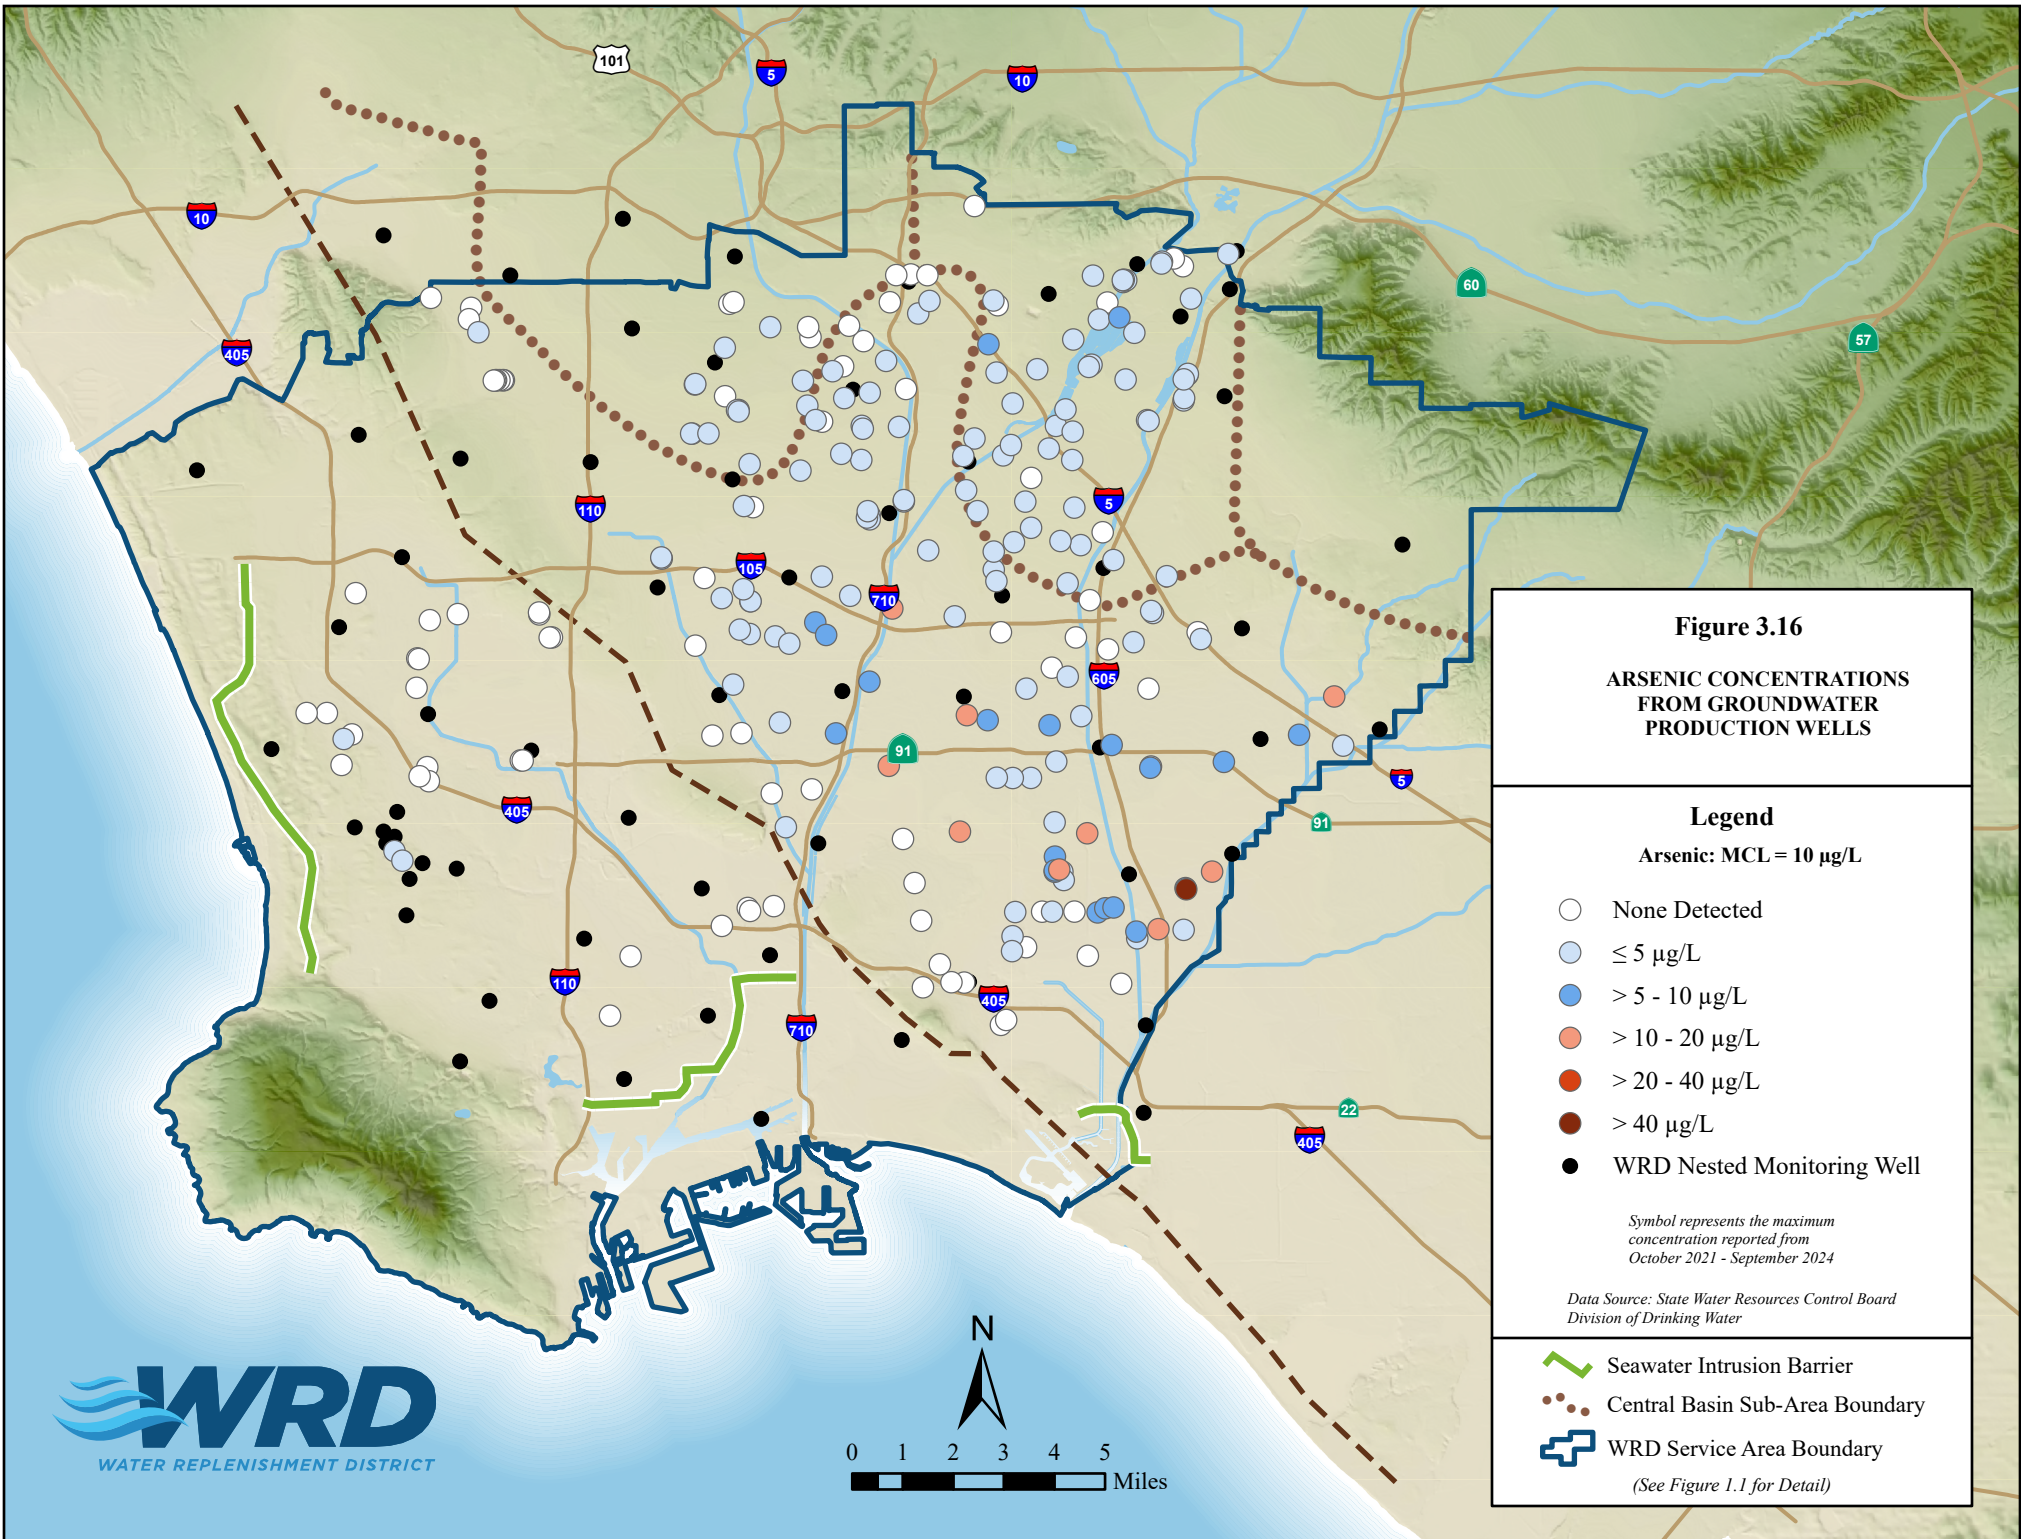 101
5
10
10
60
57
405
110
5
105
710
605
91
405
5
91
110
405
710
22
405
Figure 3.16
ARSENIC CONCENTRATIONS
FROM GROUNDWATER
PRODUCTION WELLS
Legend
Arsenic: MCL = 10 µg/L
None Detected
≤ 5 µg/L
> 5 - 10 µg/L
> 10 - 20 µg/L
> 20 - 40 µg/L
> 40 µg/L
WRD Nested Monitoring Well
Symbol represents the maximum
concentration reported from
October 2021 - September 2024
Data Source: State Water Resources Control Board
Division of Drinking Water
Seawater Intrusion Barrier
Central Basin Sub-Area Boundary
WRD Service Area Boundary
(See Figure 1.1 for Detail)
N
0 1 2 3 4 5
Miles
WRD
WATER REPLENISHMENT DISTRICT